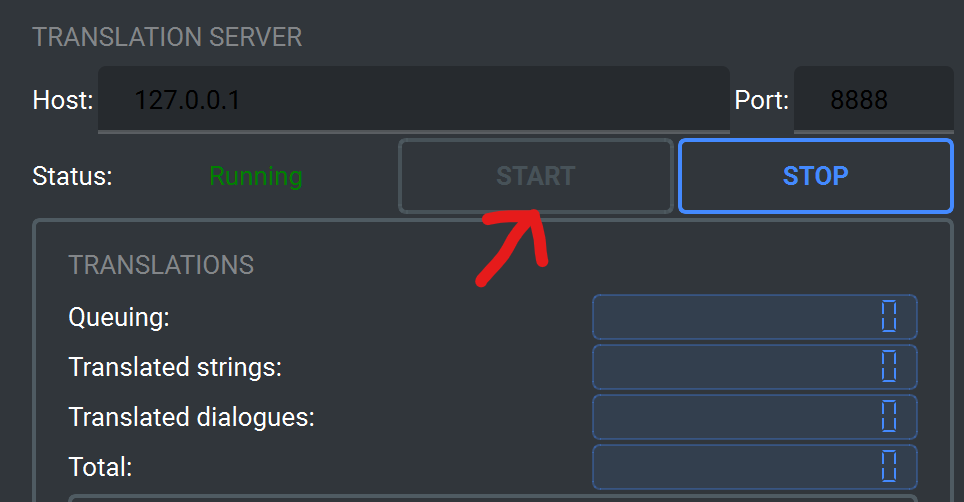 TRANSLATION SERVER
Host: 127.0.0.1 Port: 8888
Status: Running START STOP
TRANSLATIONS
Queuing: 0
Translated strings: 0
Translated dialogues: 0
Total: 0